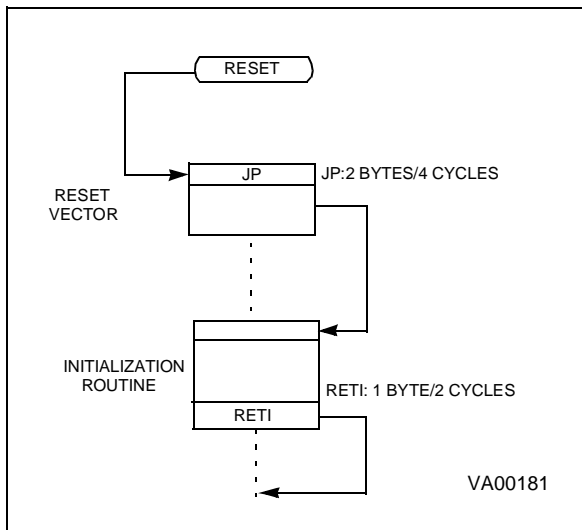 RESET
JP
JP:2 BYTES/4 CYCLES
RESET
VECTOR
INITIALIZATION
ROUTINE
RETI: 1 BYTE/2 CYCLES
RETI
VA00181